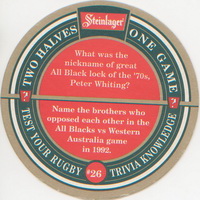 Steinlager
TWO HALVES
ONE GAME
What was the
nickname of great
All Black lock of the '70s,
Peter Whiting?
?
?
Name the brothers who
opposed each other in the
All Blacks vs Western
Australia game
in 1992.
TEST YOUR RUGBY
#26
TRIVIA KNOWLEDGE